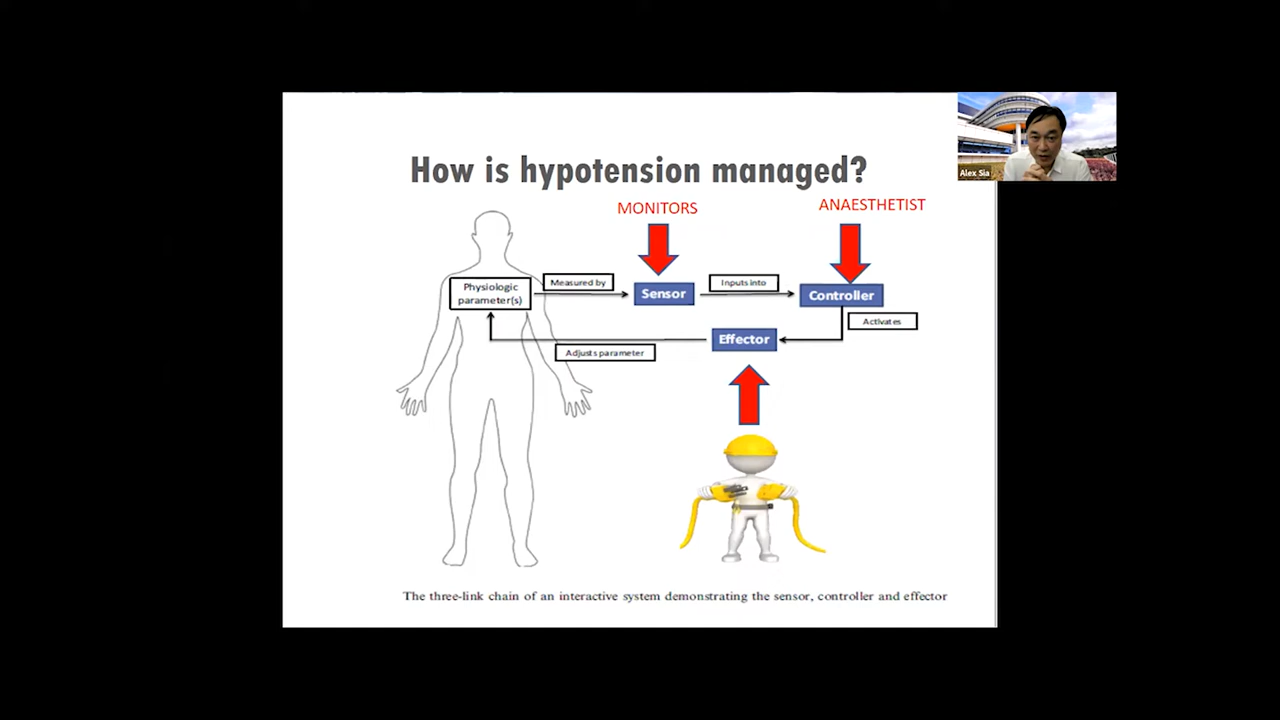 How is hypotension managed?
Alex Sia
MONITORS
ANAESTHETIST
Physiologic
parameter(s)
Measured by
Sensor
Inputs into
Controller
Activates
Effector
Adjusts parameter
The three-link chain of an interactive system demonstrating the sensor, controller and effector